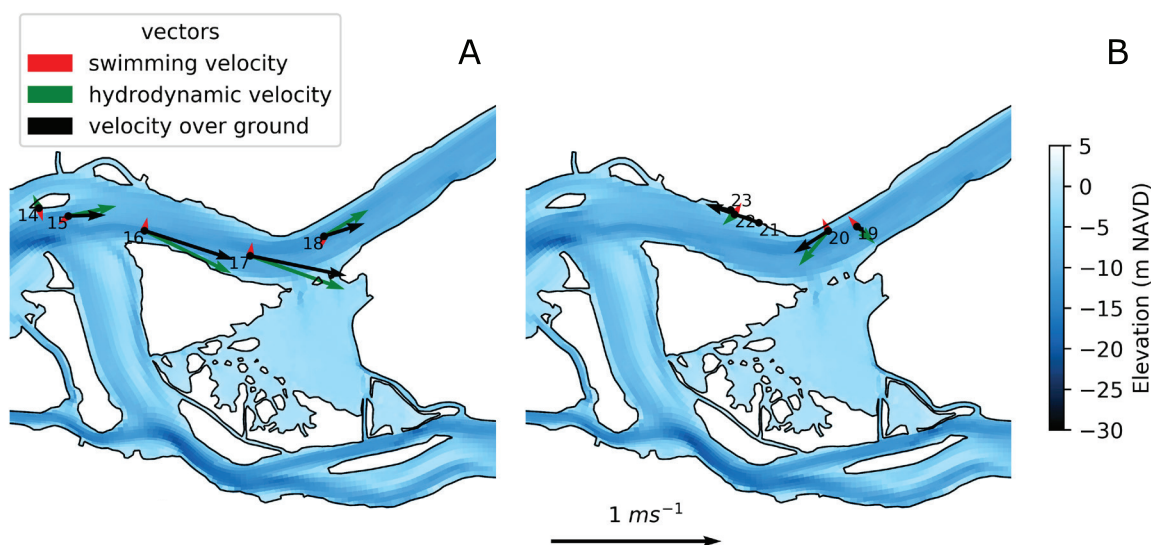 vectors
swimming velocity
hydrodynamic velocity
velocity over ground
A
B
14
15
16
17
18
23
22
21
20
19
5
0
−5
−10
−15
−20
−25
−30
Elevation (m NAVD)
1 ms⁻¹